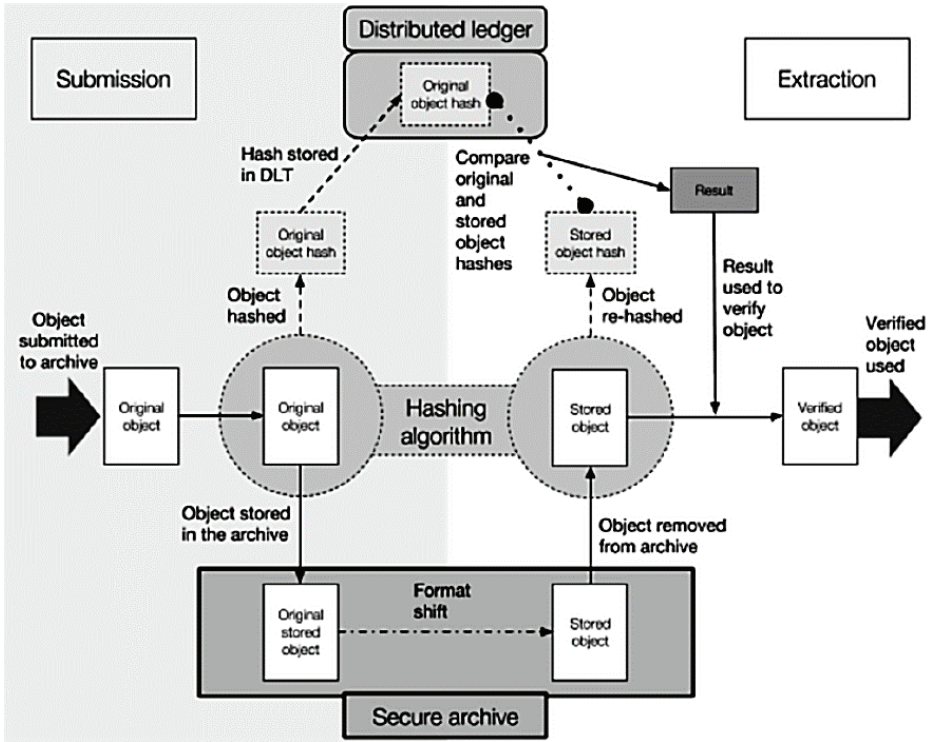 Distributed ledger
Submission
Extraction
Original
object hash
Hash stored
in DLT
Compare
original
and
stored
object
hashes
Result
Original
object hash
Stored
object hash
Object
hashed
Object
re-hashed
Result
used to
verify
object
Object
submitted
to archive
Verified
object
used
Original
object
Original
object
Hashing
algorithm
Stored
object
Verified
object
Object stored
in the archive
Object removed
from archive
Original
stored
object
Format
shift
Stored
object
Secure archive